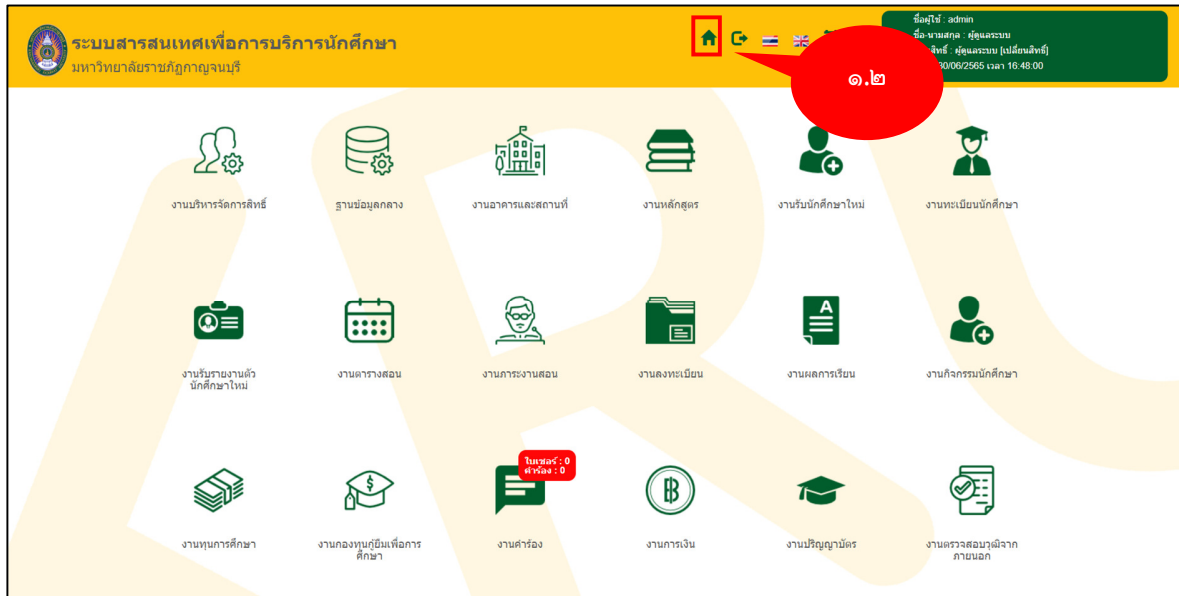 ระบบสารสนเทศเพื่อการบริการนักศึกษา
มหาวิทยาลัยราชภัฏกาญจนบุรี
ชื่อผู้ใช้ : admin
ชื่อ-นามสกุล : ผู้ดูแลระบบ
สิทธิ์ : ผู้ดูแลระบบ [เปลี่ยนสิทธิ์]
30/06/2565 เวลา 16:48:00
๑.๒
งานบริหารจัดการสิทธิ์
ฐานข้อมูลกลาง
งานอาคารและสถานที่
งานหลักสูตร
งานรับนักศึกษาใหม่
งานทะเบียนนักศึกษา
งานรับรายงานตัว
นักศึกษาใหม่
งานตารางสอน
งานภาระงานสอน
งานลงทะเบียน
A
งานผลการเรียน
งานกิจกรรมนักศึกษา
ใบเซอร์ : 0
คำร้อง : 0
งานทุนการศึกษา
งานกองทุนกู้ยืมเพื่อการ
ศึกษา
งานคำร้อง
งานการเงิน
งานปริญญาบัตร
งานตรวจสอบวุฒิจาก
ภายนอก